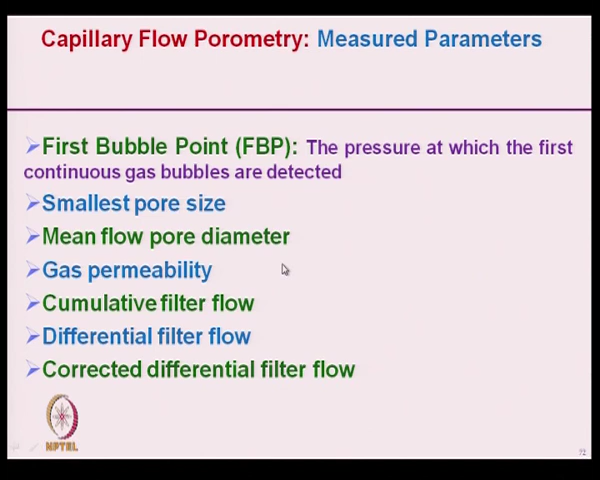 Capillary Flow Porometry: Measured Parameters
First Bubble Point (FBP): The pressure at which the first
continuous gas bubbles are detected
Smallest pore size
Mean flow pore diameter
Gas permeability
Cumulative filter flow
Differential filter flow
Corrected differential filter flow
NPTEL
72